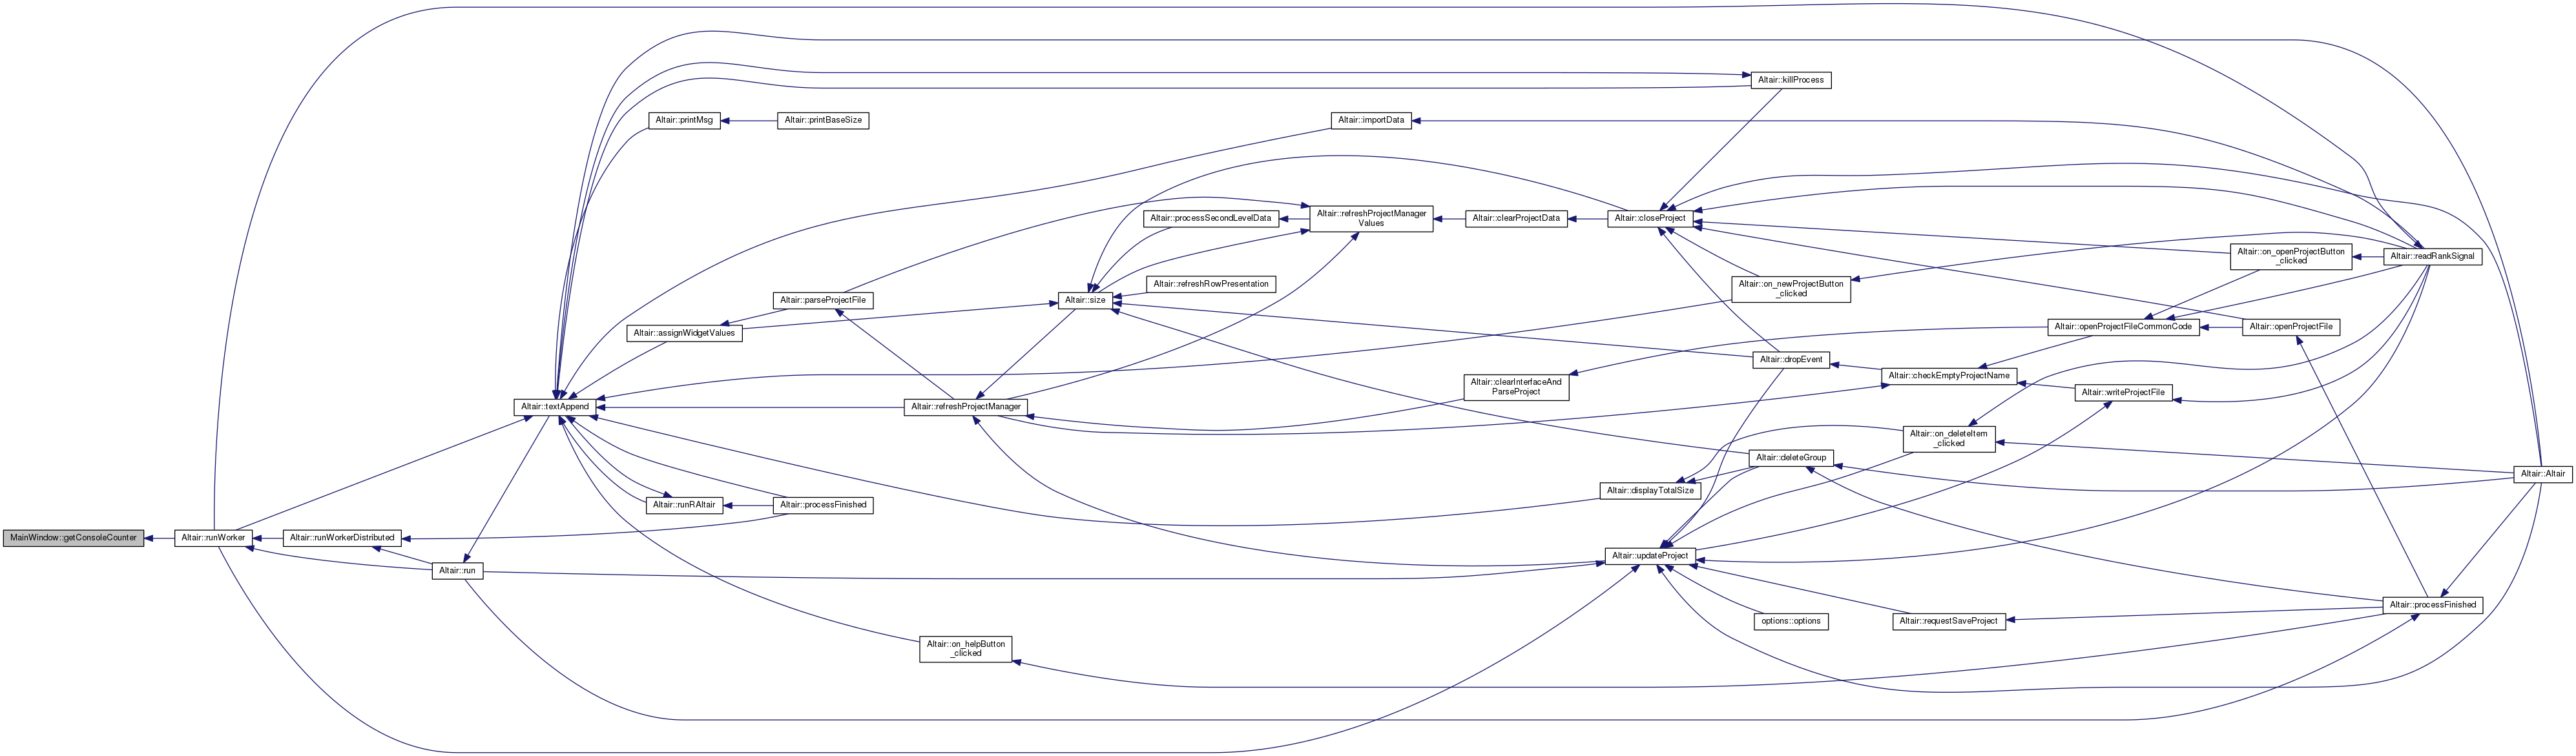 Altair::killProcess
Altair::printMsg
Altair::printBaseSize
Altair::importData
Altair::processSecondLevelData
Altair::refreshProjectManager
Values
Altair::clearProjectData
Altair::closeProject
Altair::on_openProjectButton
_clicked
Altair::readRankSignal
Altair::refreshRowPresentation
Altair::on_newProjectButton
_clicked
Altair::parseProjectFile
Altair::size
Altair::assignWidgetValues
Altair::openProjectFileCommonCode
Altair::openProjectFile
Altair::dropEvent
Altair::checkEmptyProjectName
Altair::clearInterfaceAnd
ParseProject
Altair::writeProjectFile
Altair::textAppend
Altair::refreshProjectManager
Altair::on_deleteItem
_clicked
Altair::deleteGroup
Altair::Altair
Altair::displayTotalSize
Altair::runRAltair
Altair::processFinished
MainWindow::getConsoleCounter
Altair::runWorker
Altair::runWorkerDistributed
Altair::updateProject
Altair::run
Altair::processFinished
options::options
Altair::requestSaveProject
Altair::on_helpButton
_clicked